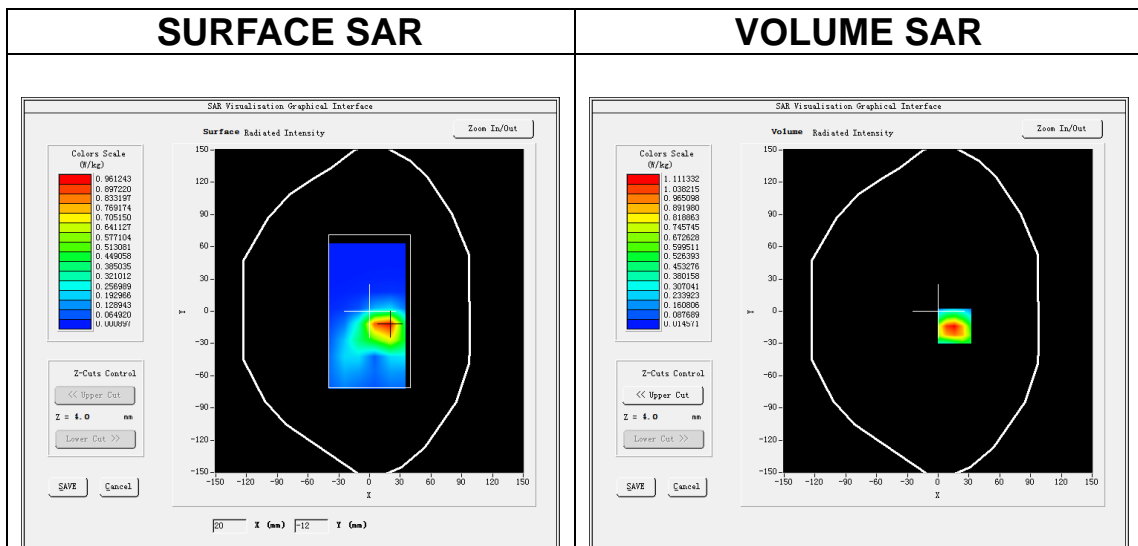 SURFACE SAR
VOLUME SAR
SAR Visualisation Graphical Interface
Surface Radiated Intensity
Zoom In/Out
Colors Scale
(W/kg)
0.961243
0.897220
0.833197
0.769174
0.705150
0.641127
0.577104
0.513081
0.449058
0.385035
0.321012
0.256989
0.192966
0.128943
0.064920
0.000897
Z-Cuts Control
<< Upper Cut
Z = 4.0 mm
Lower Cut >>
SAVE Cancel
150
120
90
60
30
0
-30
-60
-90
-120
-150
Y
-150 -120 -90 -60 -30 0 30 60 90 120 150
X
20 X (mm) -12 Y (mm)
SAR Visualisation Graphical Interface
Volume Radiated Intensity
Zoom In/Out
Colors Scale
(W/kg)
1.111332
1.038215
0.965098
0.891980
0.818863
0.745745
0.672628
0.599511
0.526393
0.453276
0.380158
0.307041
0.233923
0.160806
0.087689
0.014571
Z-Cuts Control
<< Upper Cut
Z = 4.0 mm
Lower Cut >>
SAVE Cancel
150
120
90
60
30
0
-30
-60
-90
-120
-150
Y
-150 -120 -90 -60 -30 0 30 60 90 120 150
X